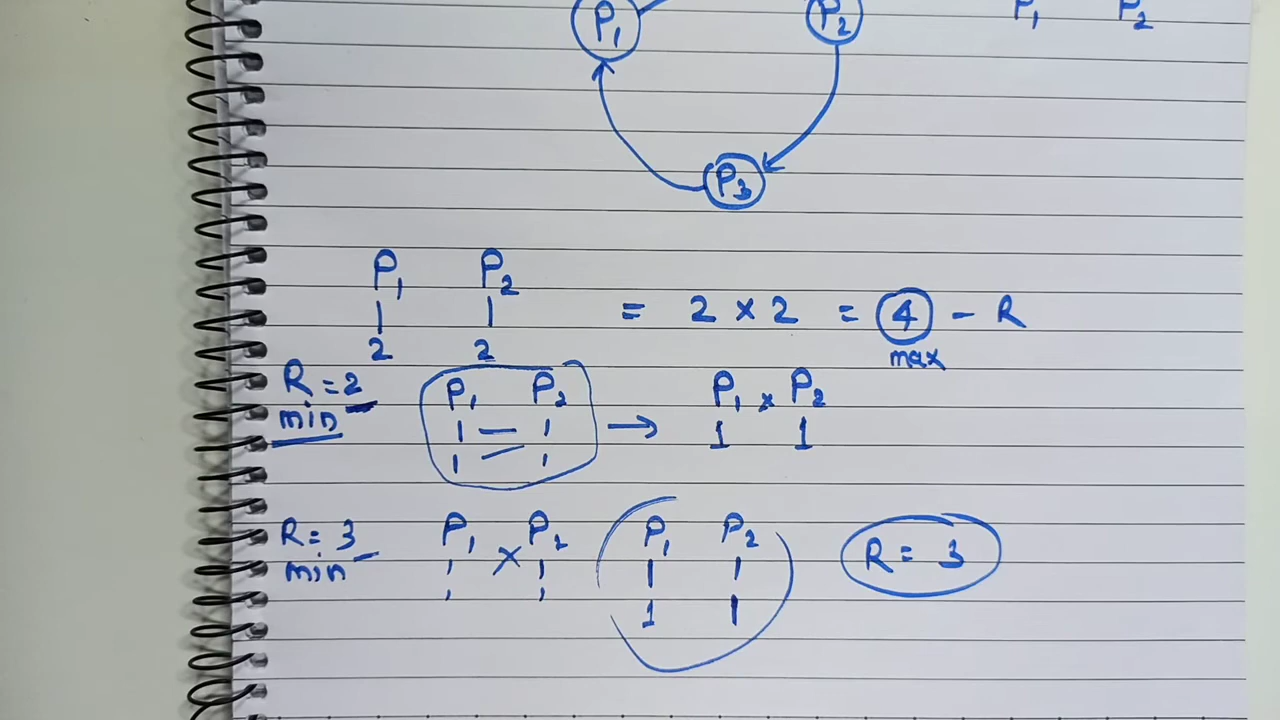 P1 P2 P1 P2
P3
P1 P2
= 2 × 2 = 4 - R
2 2 max
R = 2 P1 P2 P1 × P2
min 1 — 1 → 1 1
1 — 1
R = 3 P1 × P2 P1 P2 R = 3
min 1 1 1 1
1 1 1 1